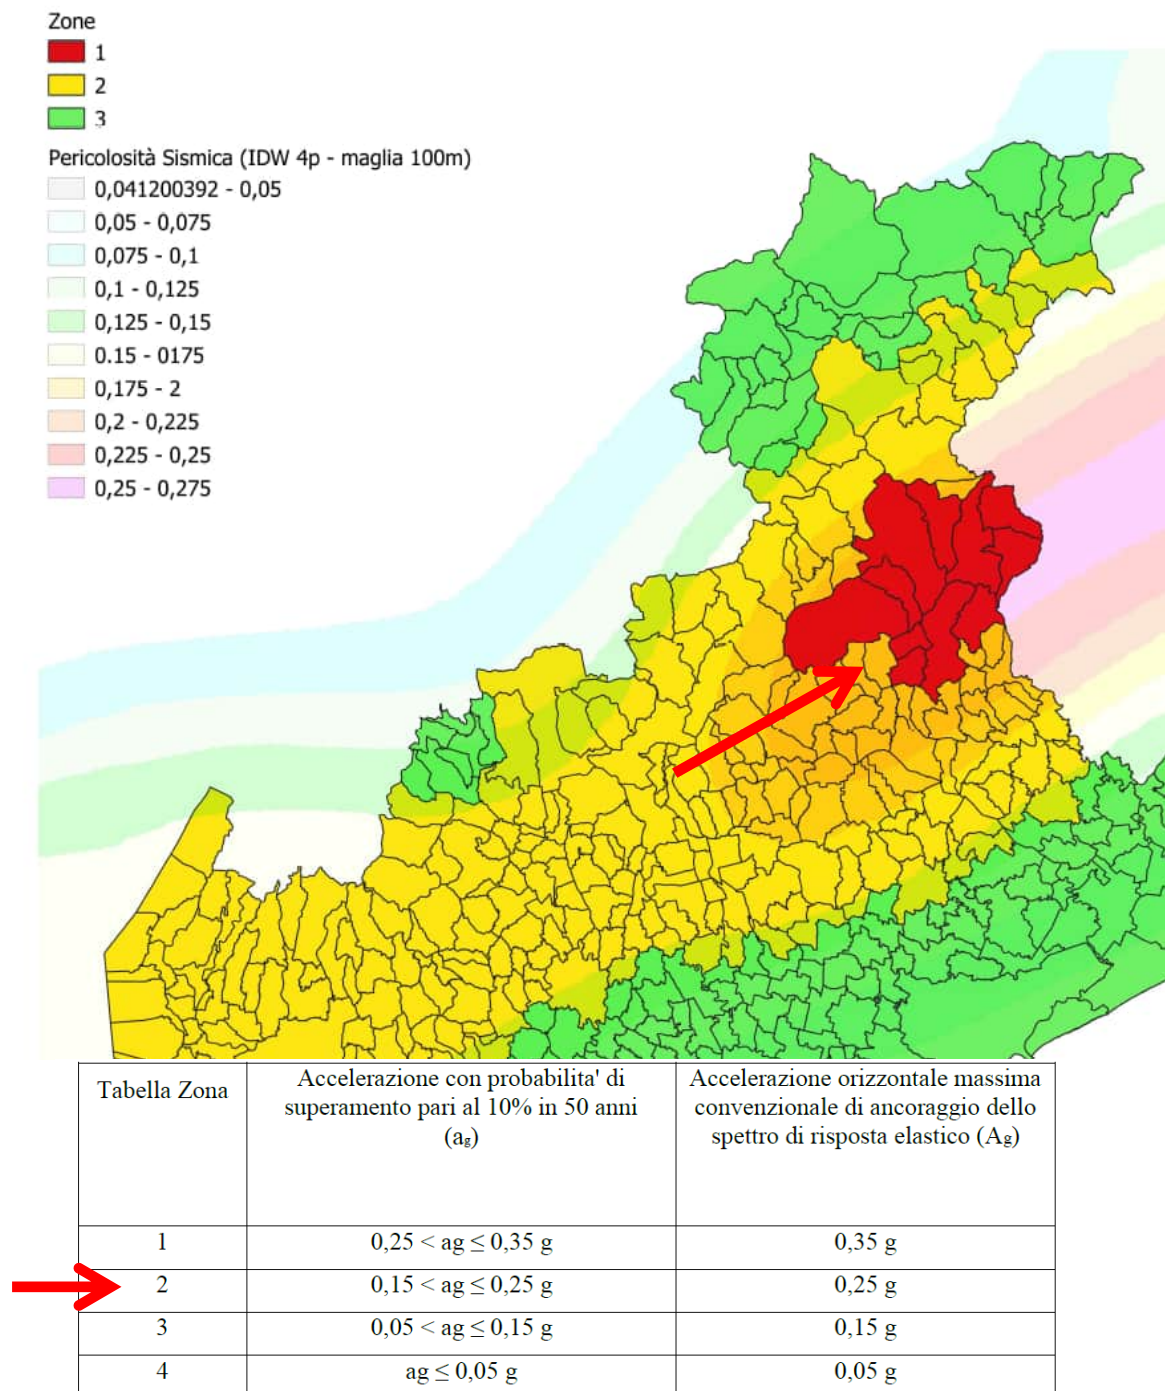 Zone
1
2
3
Pericolosità Sismica (IDW 4p - maglia 100m)
0,041200392 - 0,05
0,05 - 0,075
0,075 - 0,1
0,1 - 0,125
0,125 - 0,15
0.15 - 0175
0,175 - 2
0,2 - 0,225
0,225 - 0,25
0,25 - 0,275
Tabella Zona
Accelerazione con probabilita' di
superamento pari al 10% in 50 anni
(ag)
Accelerazione orizzontale massima
convenzionale di ancoraggio dello
spettro di risposta elastico (Ag)
1 0,25 < ag ≤ 0,35 g 0,35 g
2 0,15 < ag ≤ 0,25 g 0,25 g
3 0,05 < ag ≤ 0,15 g 0,15 g
4 ag ≤ 0,05 g 0,05 g